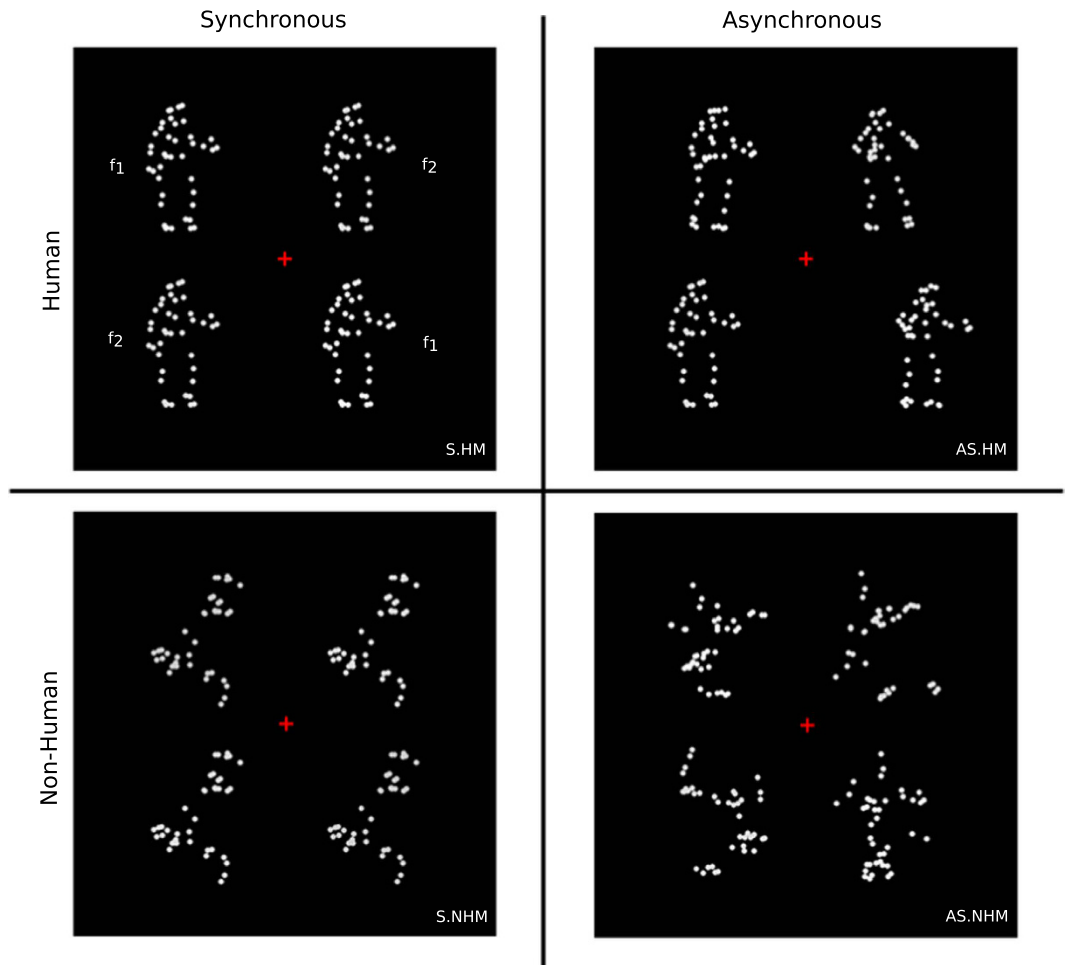 Synchronous
Asynchronous
Human
f1
f2
f2
f1
S.HM
AS.HM
Non-Human
S.NHM
AS.NHM